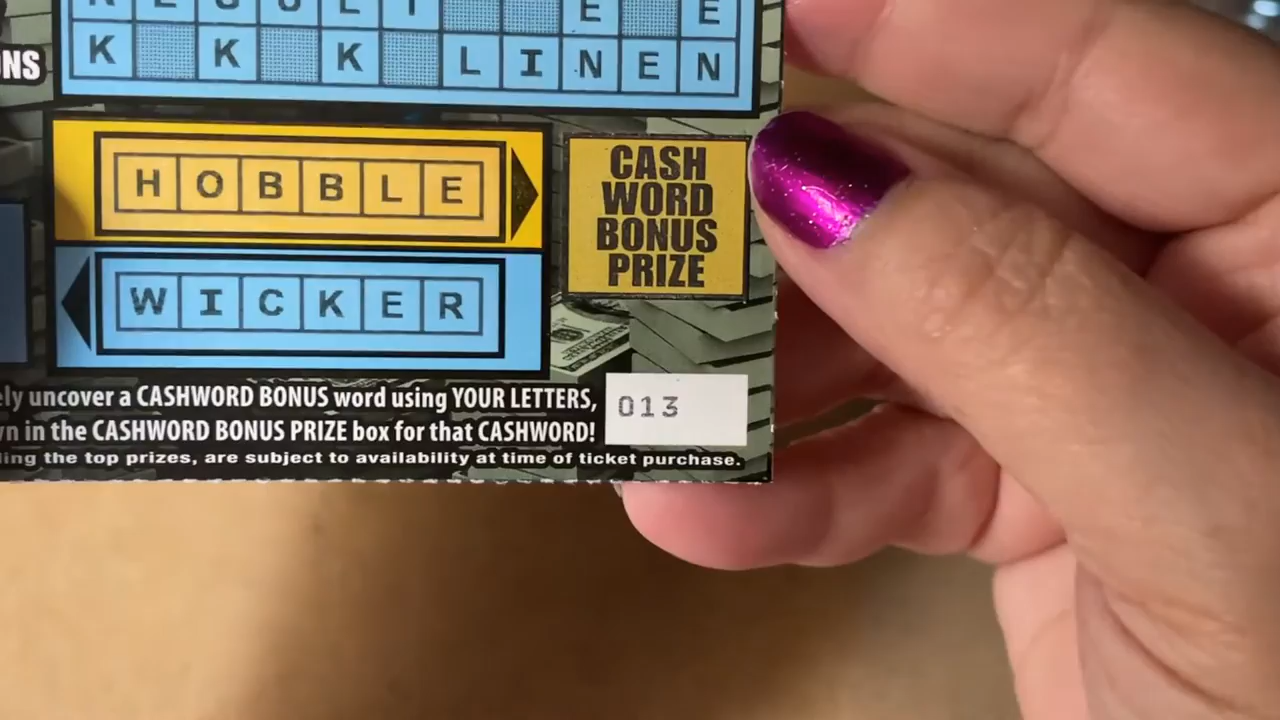 K K K LINEN
HOBBLE
WICKER
CASH
WORD
BONUS
PRIZE
uncover a CASHWORD BONUS word using YOUR LETTERS,
in the CASHWORD BONUS PRIZE box for that CASHWORD!
013
the top prizes, are subject to availability at time of ticket purchase.